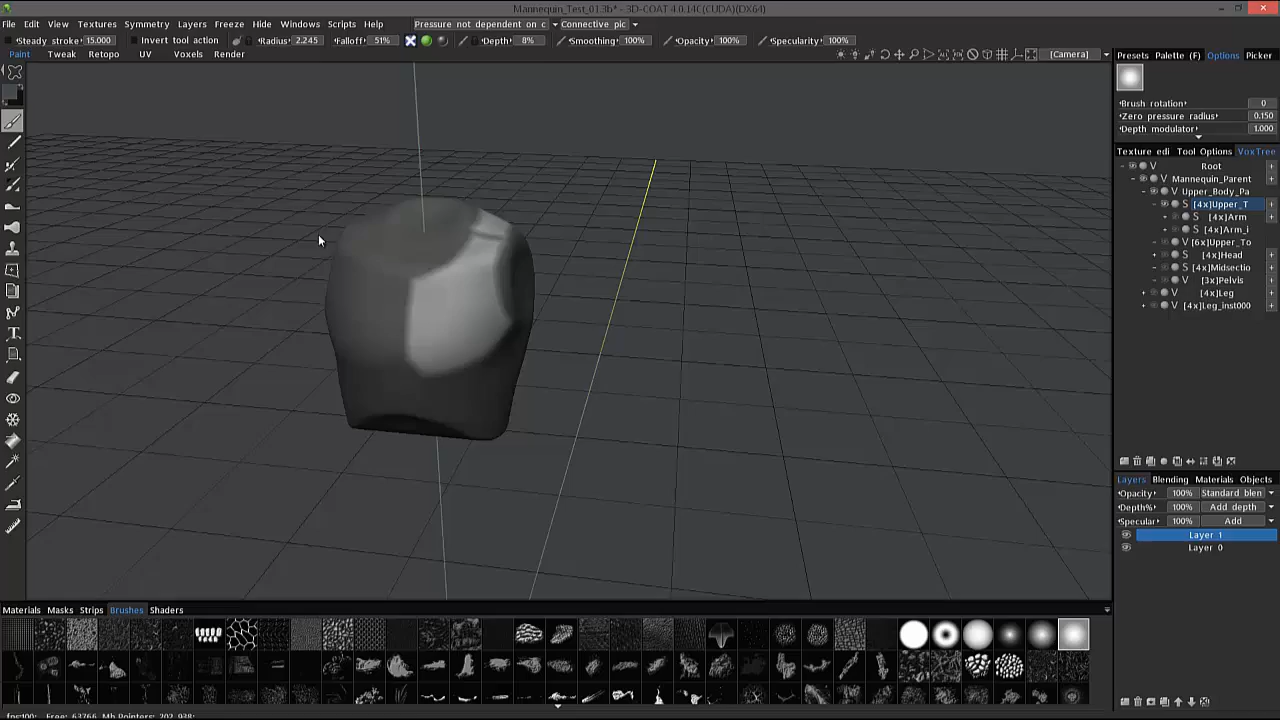 Mannequin_Test_013b* - 3D-COAT 4.0.14C(CUDA)(DX64)
File Edit View Textures Symmetry Layers Freeze Hide Windows Scripts Help Pressure not dependent on c Connective pic
Steady stroke 15.000 Invert tool action Radius 2.245 Falloff 51% Depth 8% Smoothing 100% Opacity 100% Specularity 100%
Paint Tweak Retopo UV Voxels Render [Camera]
Presets Palette (F) Options Picker
Brush rotation 0
Zero pressure radius 0.150
Depth modulator 1.000
Texture edi Tool Options VoxTree
V Root
V Mannequin_Parent
V Upper_Body_Pa
S [4x]Upper_T
S [4x]Arm
S [4x]Arm_i
V [6x]Upper_To
S [4x]Head
S [4x]Midsectio
V [3x]Pelvis
V [4x]Leg
V [4x]Leg_inst000
Layers Blending Materials Objects
Opacity 100% Standard blen
Depth% 100% Add depth
Specular 100% Add
Layer 1
Layer 0
Materials Masks Strips Brushes Shaders